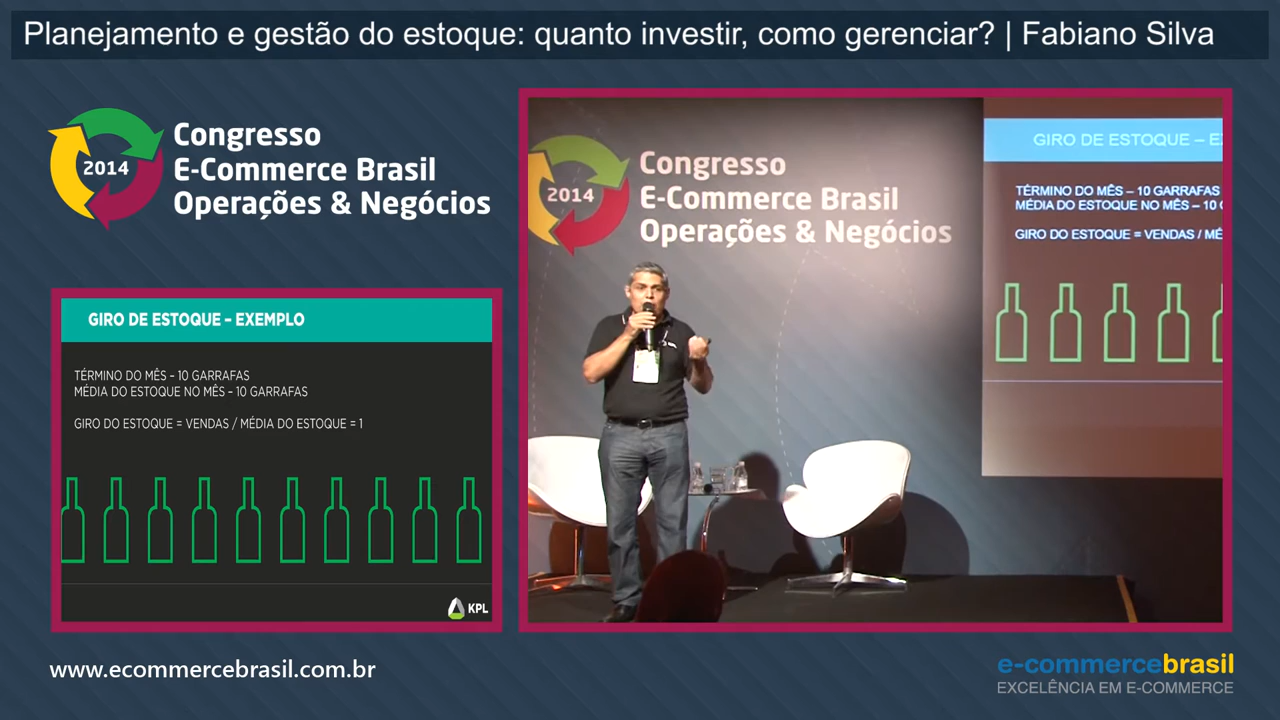 Planejamento e gestão do estoque: quanto investir, como gerenciar? | Fabiano Silva
2014
Congresso
E-Commerce Brasil
Operações & Negócios
GIRO DE ESTOQUE – EXEMPLO
TÉRMINO DO MÊS – 10 GARRAFAS
MÉDIA DO ESTOQUE NO MÊS – 10 GARRAFAS
GIRO DO ESTOQUE = VENDAS / MÉDIA DO ESTOQUE = 1
KPL
2014
Congresso
E-Commerce Brasil
Operações & Negócios
GIRO DE ESTOQUE – E
TÉRMINO DO MÊS – 10 GARRAFAS
MÉDIA DO ESTOQUE NO MÊS – 10
GIRO DO ESTOQUE = VENDAS / MÉ
www.ecommercebrasil.com.br
e-commercebrasil
EXCELÊNCIA EM E-COMMERCE